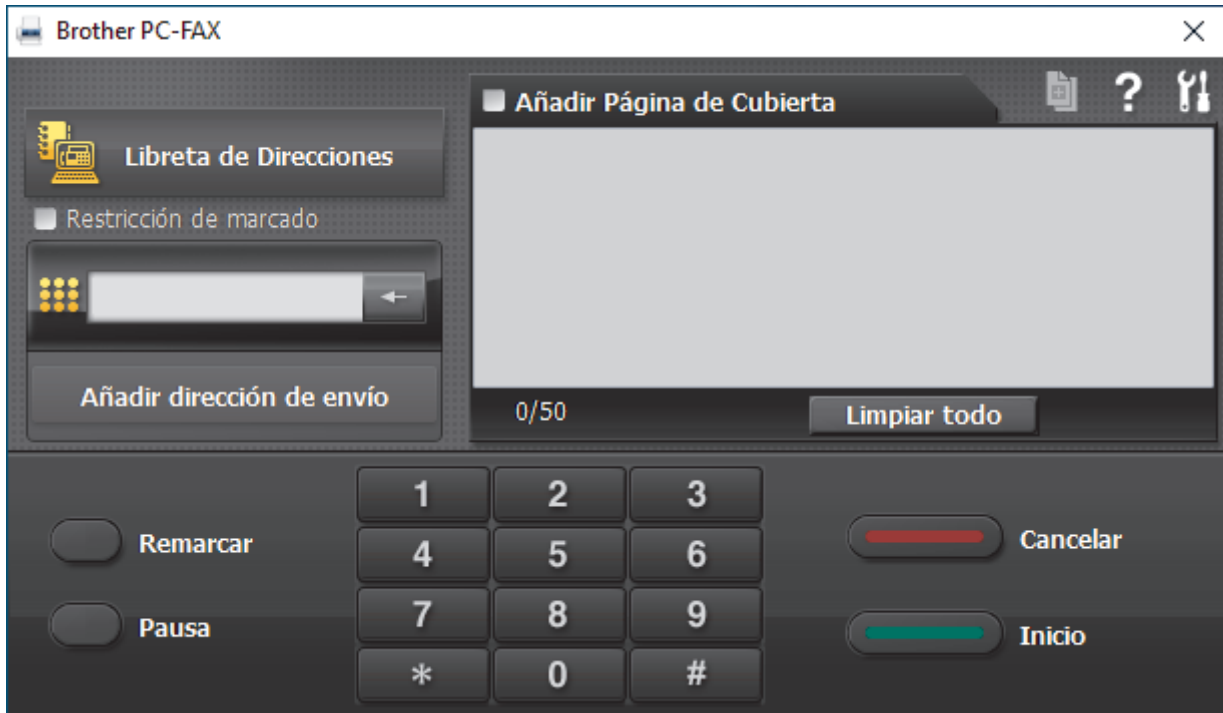 Brother PC-FAX
Añadir Página de Cubierta
?
Libreta de Direcciones
Restricción de marcado
Añadir dirección de envío
0/50
Limpiar todo
1 2 3
Remarcar
4 5 6
Cancelar
7 8 9
Pausa
Inicio
* 0 #